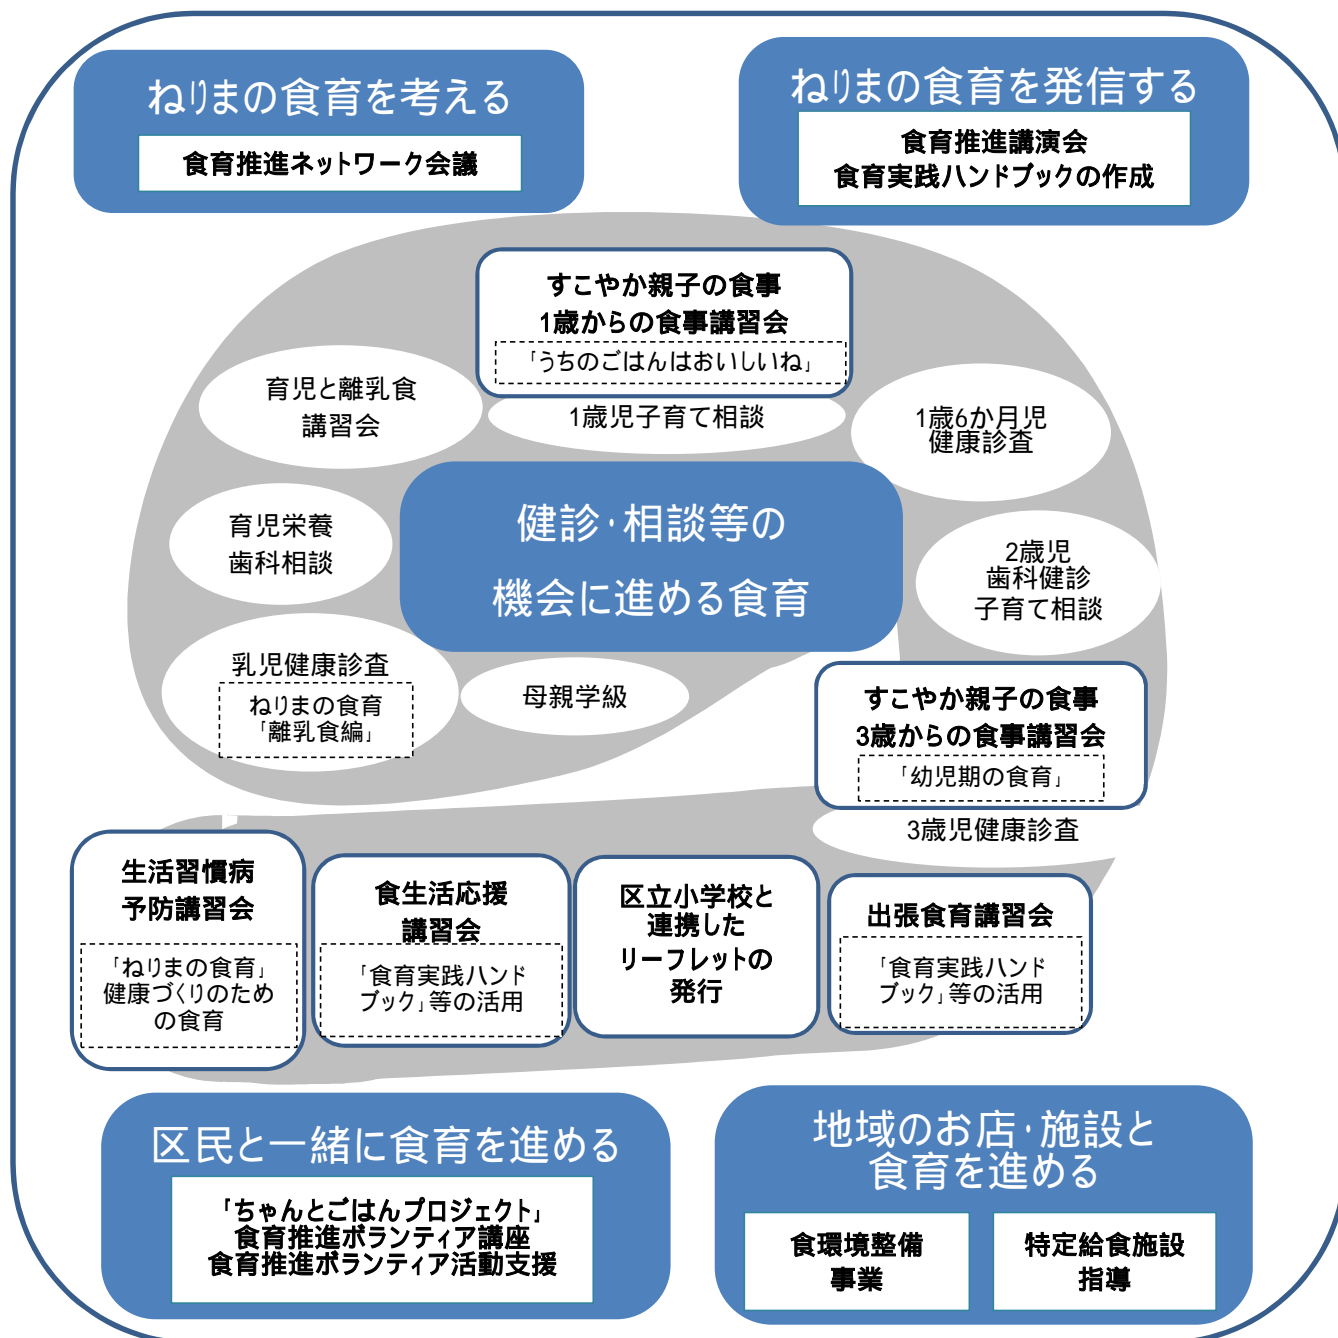 ねりまの食育を考える
食育推進ネットワーク会議
ねりまの食育を発信する
食育推進講演会
食育実践ハンドブックの作成
すこやか親子の食事
1歳からの食事講習会
「うちのごはんはおいしいね」
1歳児子育て相談
育児と離乳食
講習会
1歳6か月児
健康診査
育児栄養
歯科相談
健診・相談等の
機会に進める食育
2歳児
歯科健診
子育て相談
乳児健康診査
ねりまの食育
「離乳食編」
母親学級
すこやか親子の食事
3歳からの食事講習会
「幼児期の食育」
3歳児健康診査
生活習慣病
予防講習会
「ねりまの食育」
健康づくりのため
の食育
食生活応援
講習会
「食育実践ハンド
ブック」等の活用
区立小学校と
連携した
リーフレットの
発行
出張食育講習会
「食育実践ハンド
ブック」等の活用
区民と一緒に食育を進める
「ちゃんとごはんプロジェクト」
食育推進ボランティア講座
食育推進ボランティア活動支援
地域のお店・施設と
食育を進める
食環境整備
事業
特定給食施設
指導